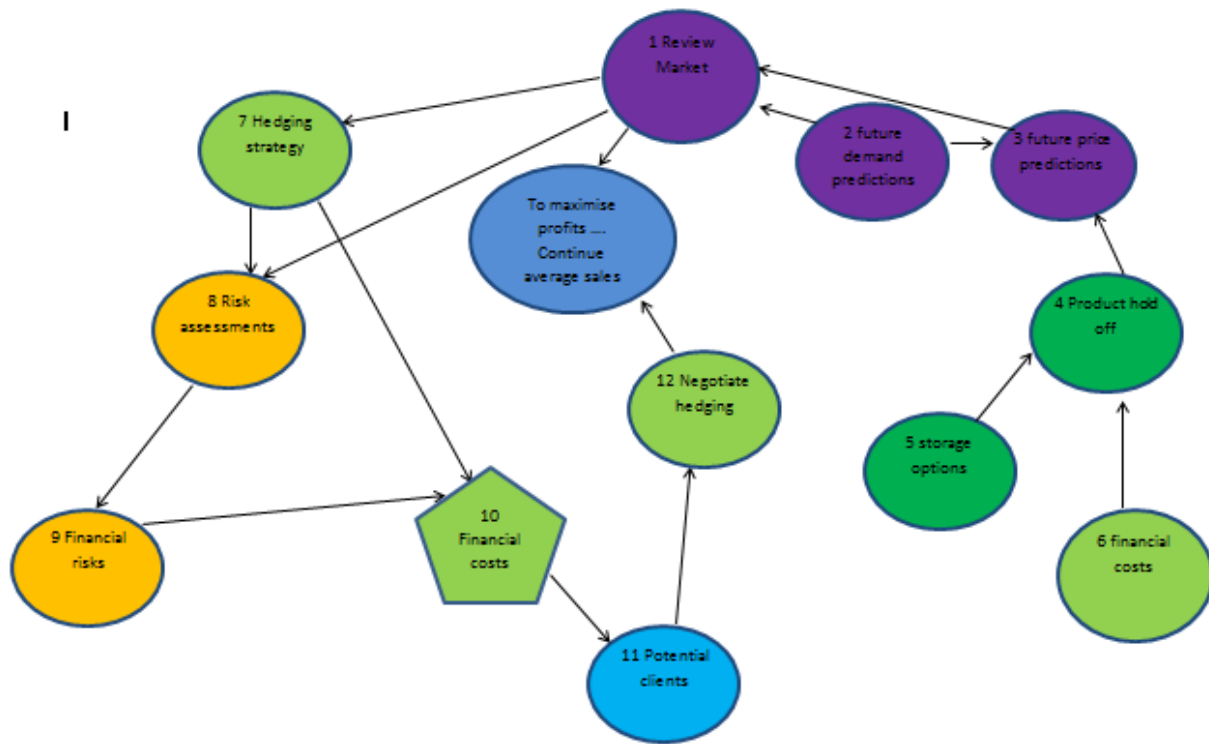 1 Review
Market
I
7 Hedging
strategy
2 future
demand
predictions
3 future price
predictions
To maximise
profits ....
Continue
average sales
8 Risk
assessments
4 Product hold
off
12 Negotiate
hedging
5 storage
options
10
Financial
costs
9 Financial
risks
6 financial
costs
11 Potential
clients